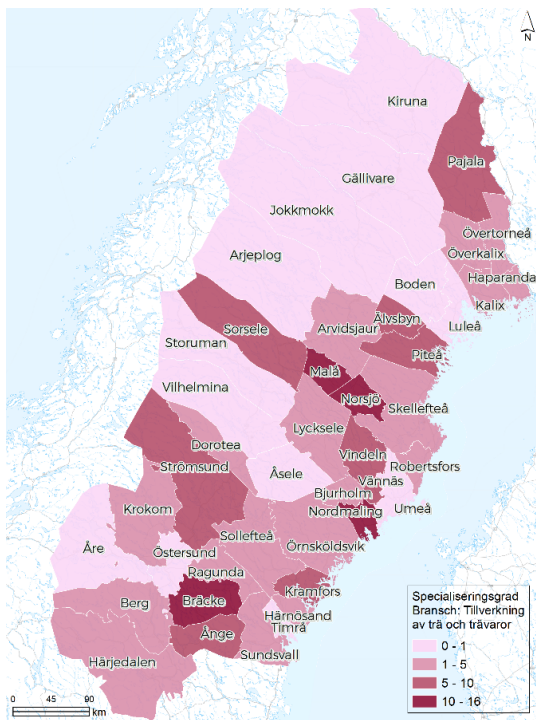 N
Kiruna
Pajala
Gällivare
Jokkmokk
Övertorneå
Arjeplog
Överkalix
Boden
Haparanda
Kalix
Älvsbyn
Luleå
Sorsele
Arvidsjaur
Storuman
Piteå
Malå
Vilhelmina
Norsjö
Skellefteå
Lycksele
Dorotea
Vindeln
Strömsund
Åsele
Robertsfors
Vännäs
Bjurholm
Krokom
Nordmaling
Umeå
Sollefteå
Åre
Östersund
Örnsköldsvik
Ragunda
Kramfors
Berg
Bräcke
Härnösand
Timrå
Ånge
Sundsvall
Härjedalen
Specialiseringsgrad
Bransch: Tillverkning
av trä och trävaror
0 - 1
1 - 5
5 - 10
10 - 16
0 45 90
km